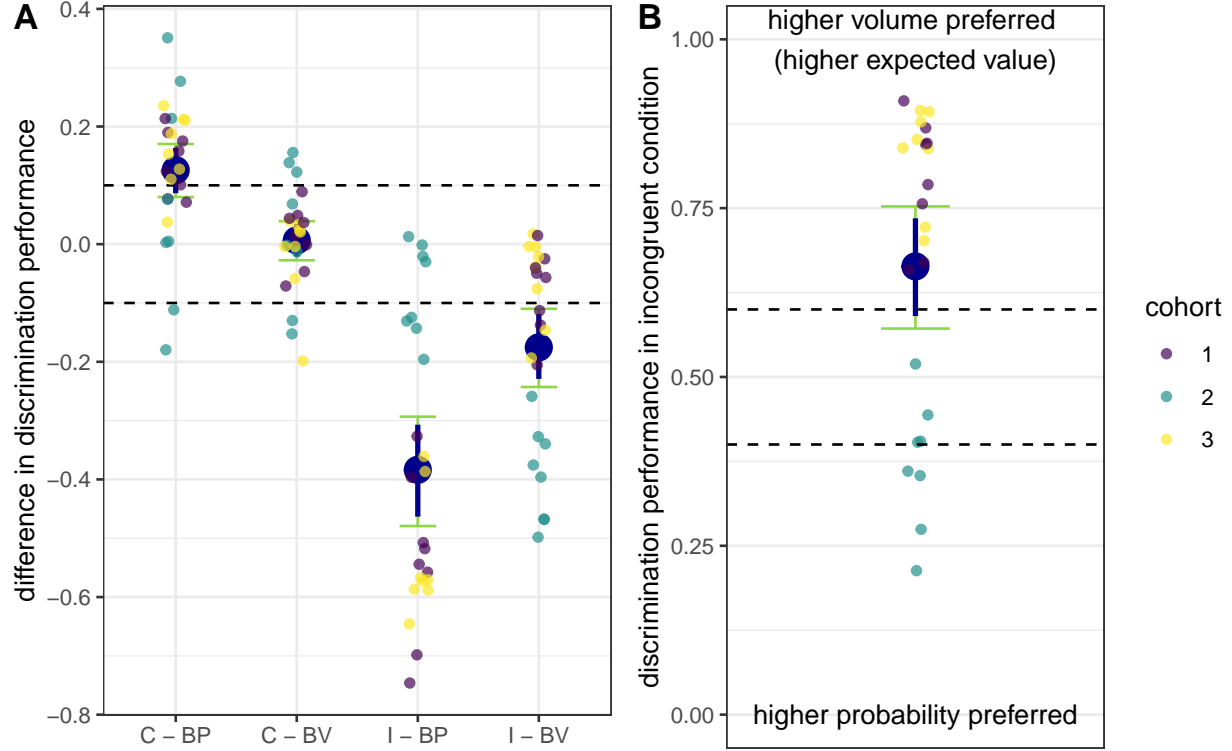 A
difference in discrimination performance
0.4
0.2
0.0
−0.2
−0.4
−0.6
−0.8
C − BP
C − BV
I − BP
I − BV
B
discrimination performance in incongruent condition
higher volume preferred
(higher expected value)
1.00
0.75
0.50
0.25
0.00
higher probability preferred
cohort
1
2
3